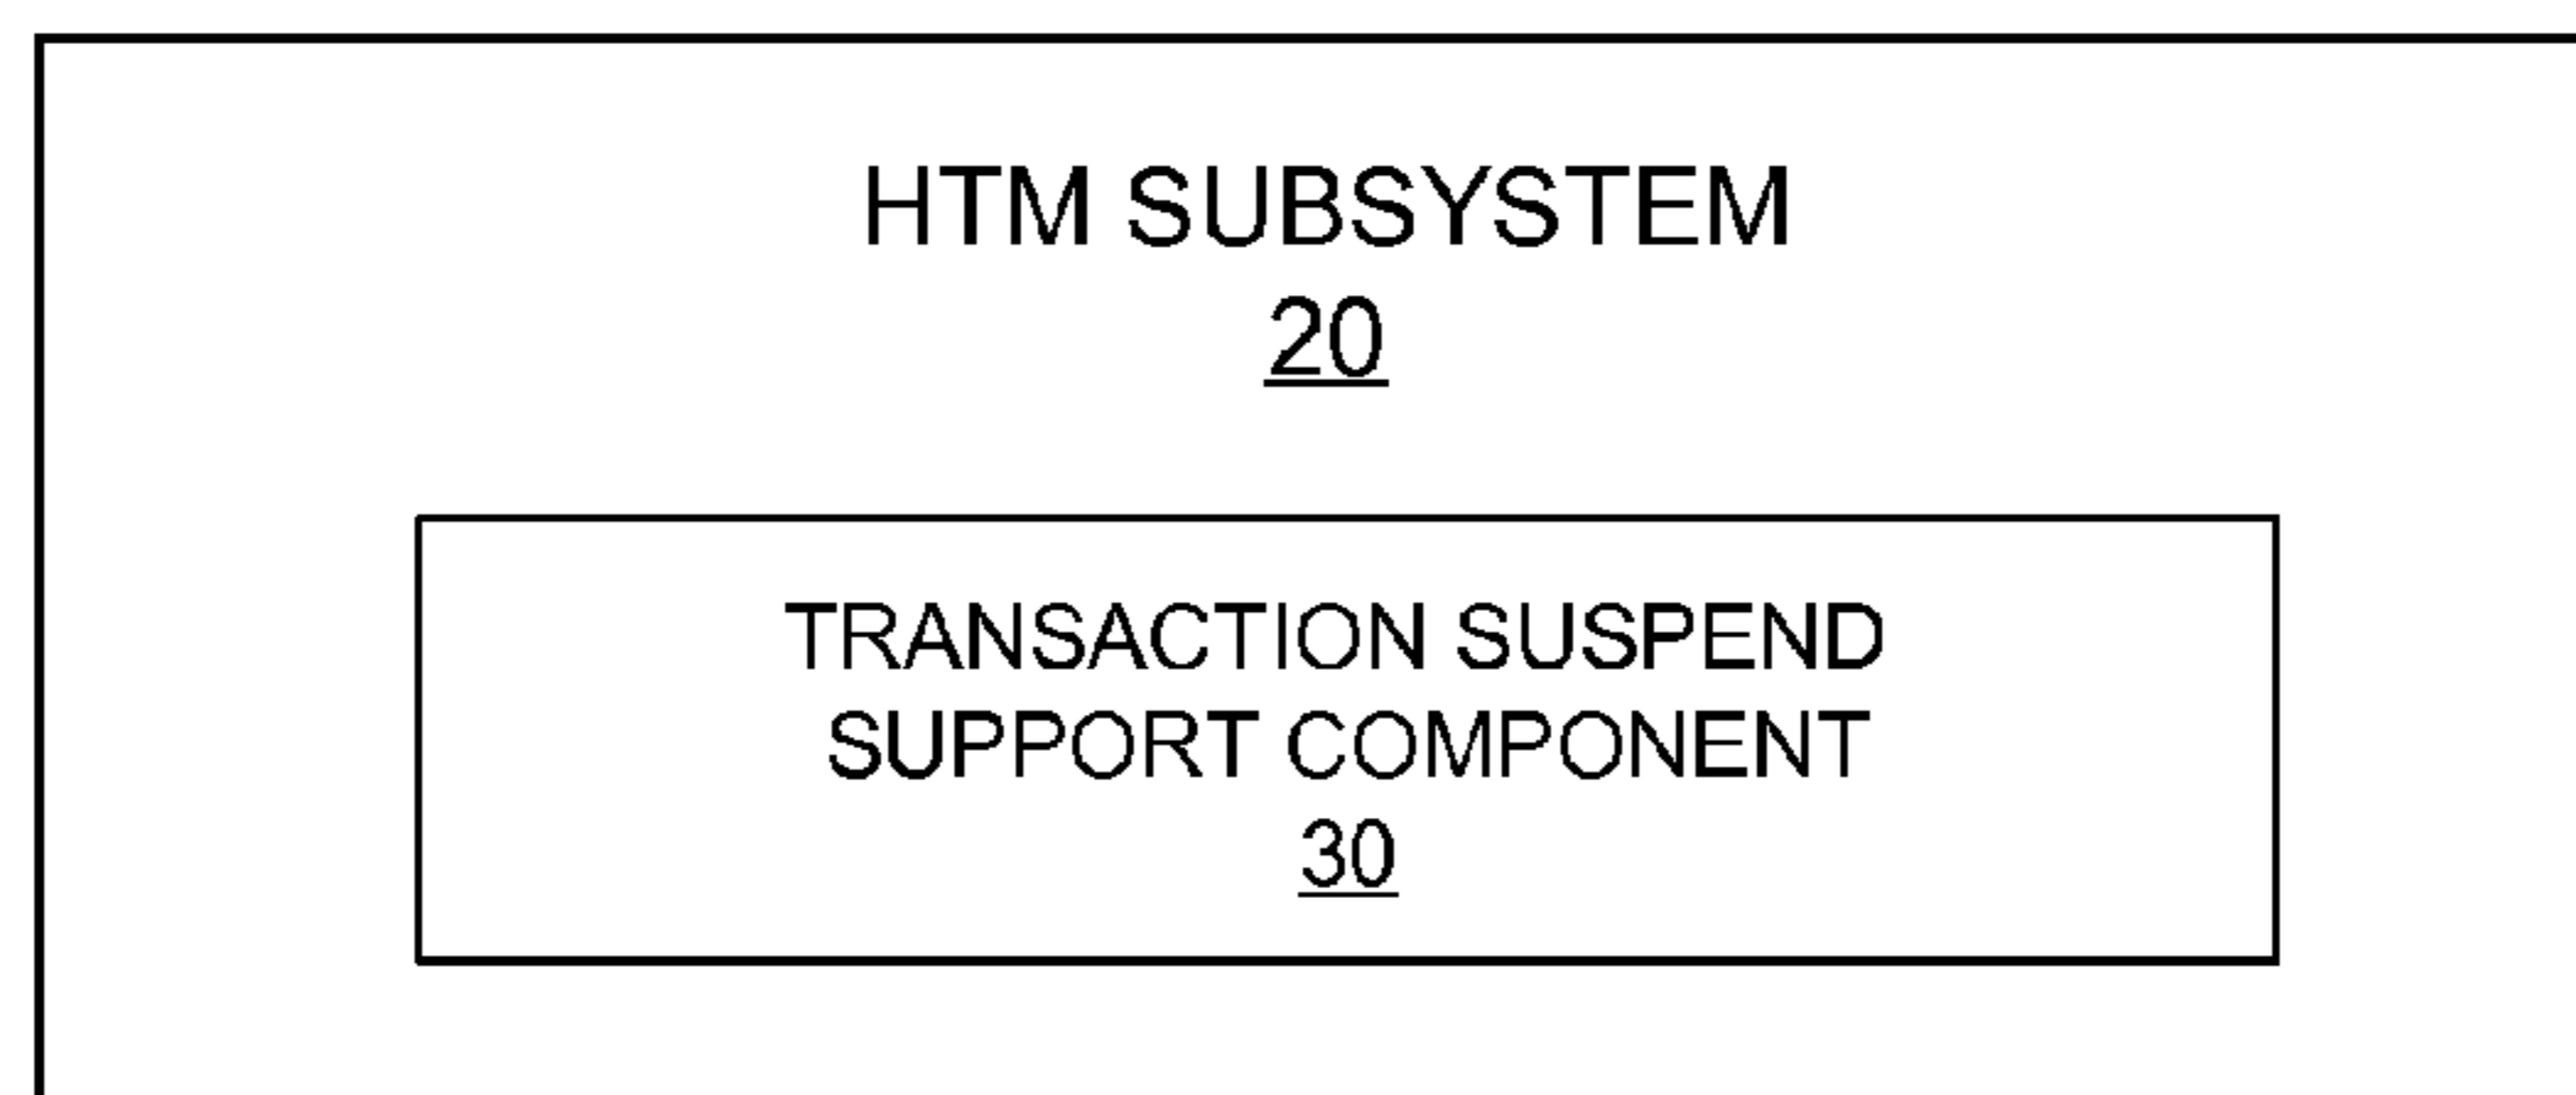 HTM SUBSYSTEM
20
TRANSACTION SUSPEND
SUPPORT COMPONENT
30